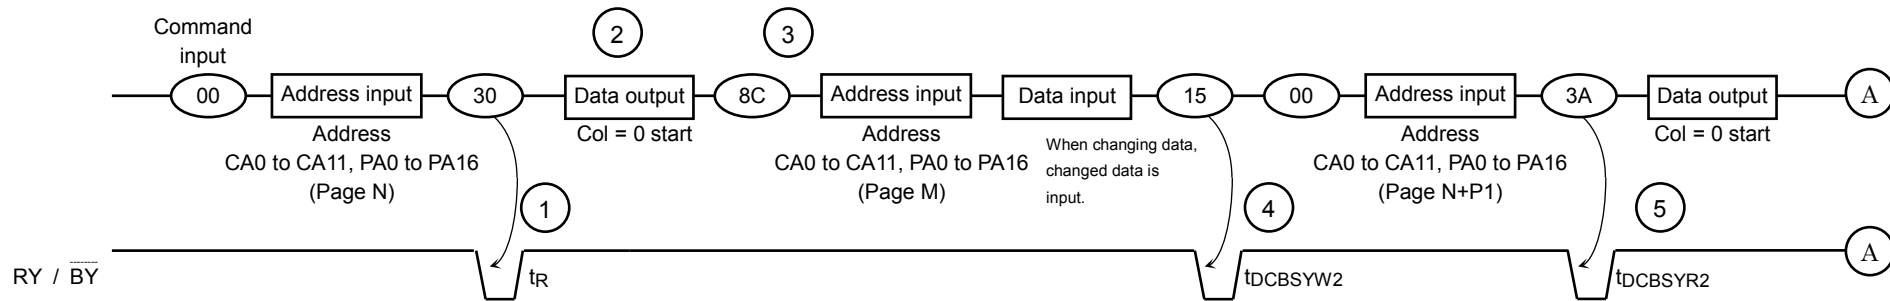 Command
input
2
3
00
Address input
30
Data output
8C
Address input
Data input
15
00
Address input
3A
Data output
A
Address
CA0 to CA11, PA0 to PA16
(Page N)
Col = 0 start
Address
CA0 to CA11, PA0 to PA16
(Page M)
When changing data,
changed data is
input.
Address
CA0 to CA11, PA0 to PA16
(Page N+P1)
Col = 0 start
1
4
5
RY / BY
tR
tDCBSYW2
tDCBSYR2
A